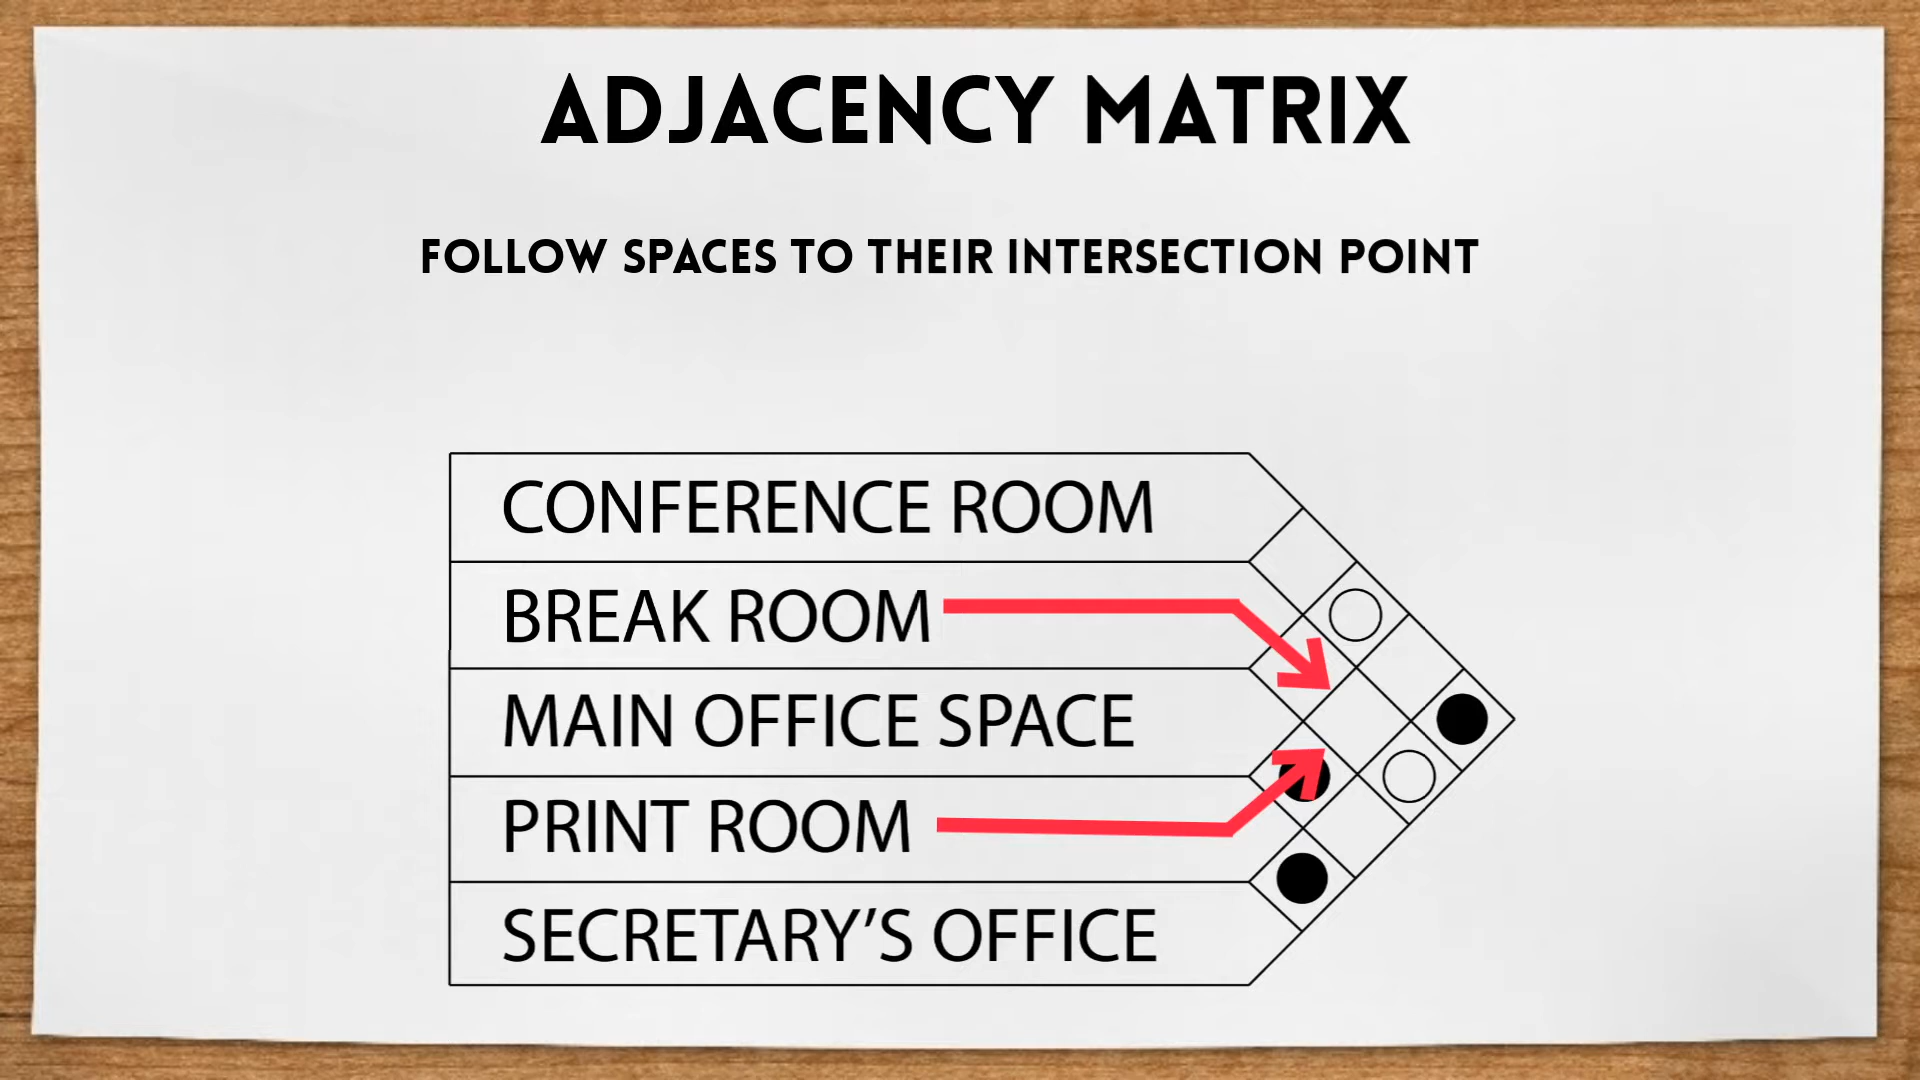 ADJACENCY MATRIX
FOLLOW SPACES TO THEIR INTERSECTION POINT
CONFERENCE ROOM
BREAK ROOM
MAIN OFFICE SPACE
PRINT ROOM
SECRETARY’S OFFICE